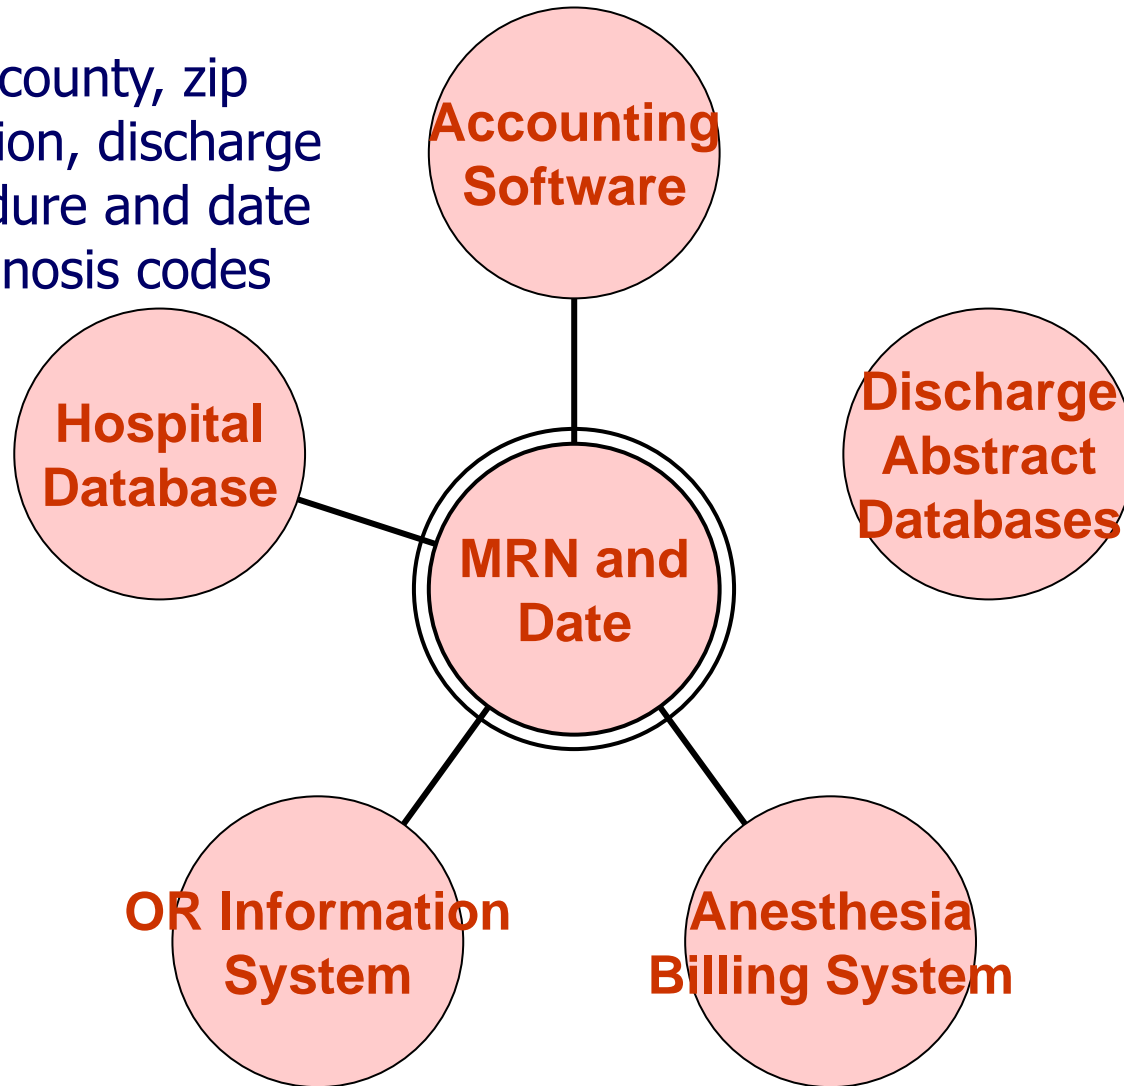 county, zip
ion, discharge
dure and date
nosis codes
Accounting
Software
Hospital
Database
Discharge
Abstract
Databases
MRN and
Date
OR Information
System
Anesthesia
Billing System